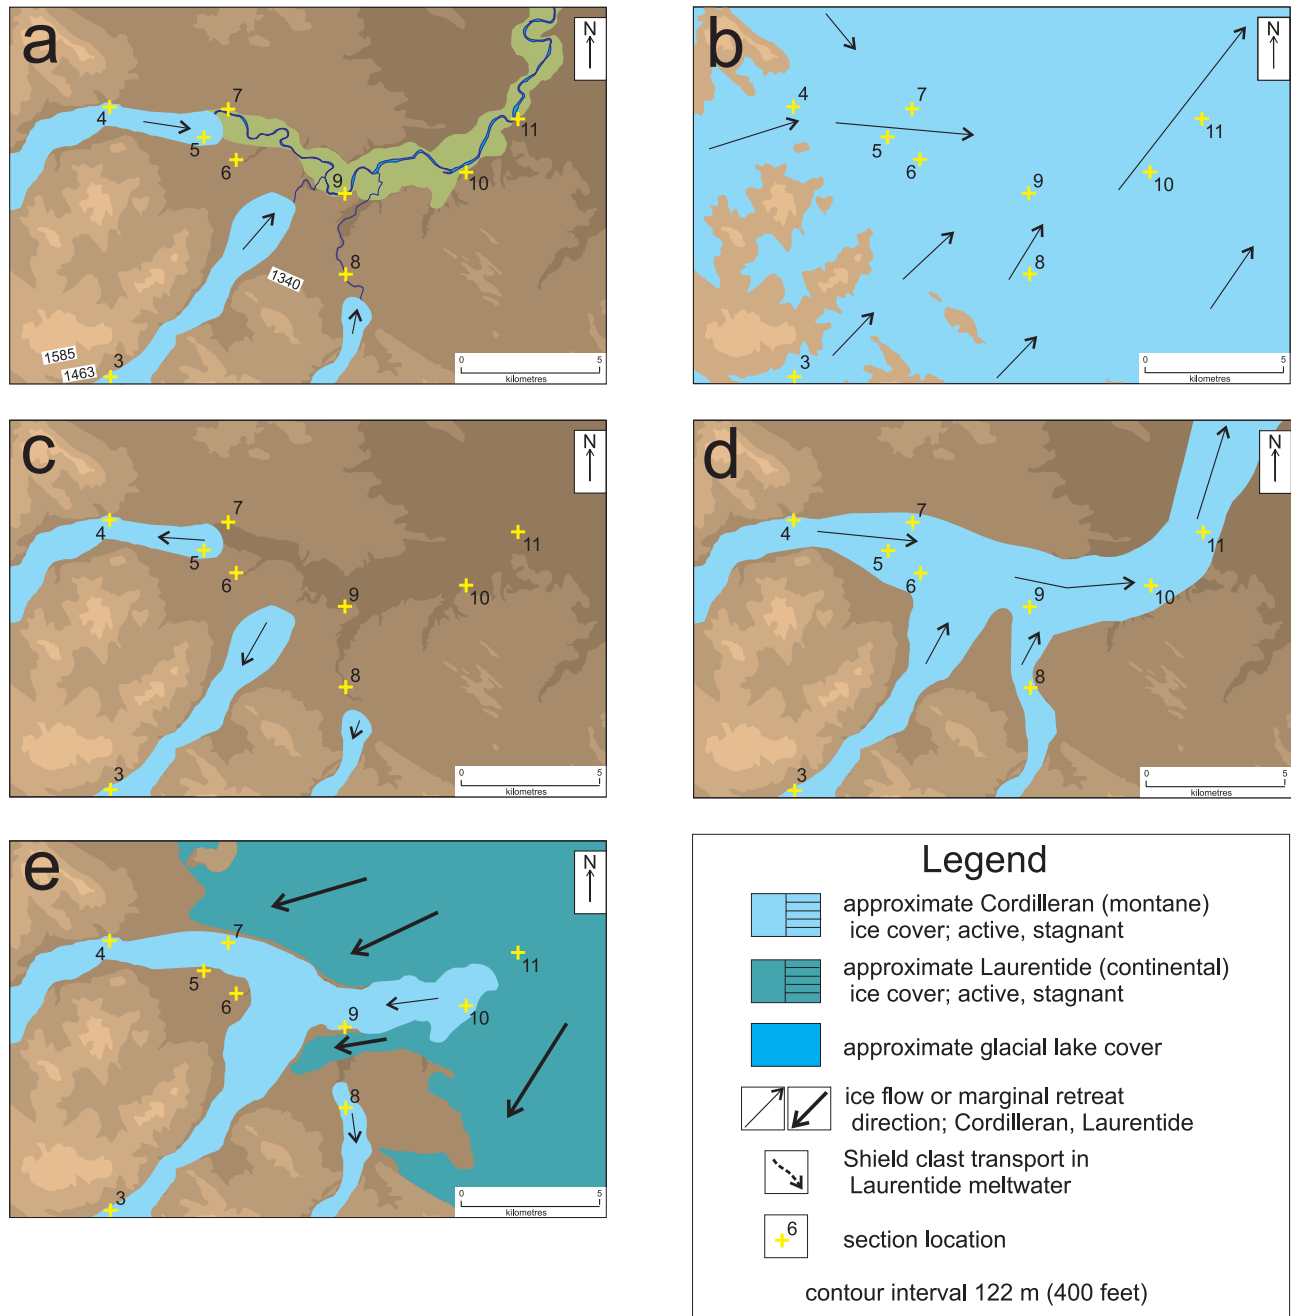 a
N
4
5
7
6
9
10
11
8
3
1340
1585
1463
0 5
kilometres
b
N
4
7
5
6
9
10
11
8
3
0 5
kilometres
c
N
4
5
7
6
9
10
11
8
3
0 5
kilometres
d
N
4
7
5
6
9
10
11
8
3
0 5
kilometres
e
N
4
7
5
6
9
10
11
8
3
0 5
kilometres
Legend
approximate Cordilleran (montane)
ice cover; active, stagnant
approximate Laurentide (continental)
ice cover; active, stagnant
approximate glacial lake cover
ice flow or marginal retreat
direction; Cordilleran, Laurentide
Shield clast transport in
Laurentide meltwater
6
section location
contour interval 122 m (400 feet)